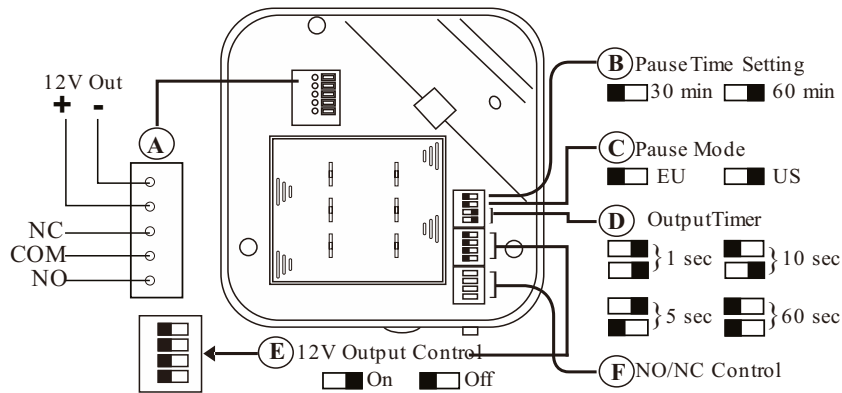 12V Out
+ -
A
NC
COM
NO
B Pause Time Setting
30 min 60 min
C Pause Mode
EU US
D Output Timer
1 sec 10 sec
5 sec 60 sec
E 12V Output Control
On Off
F NO/NC Control